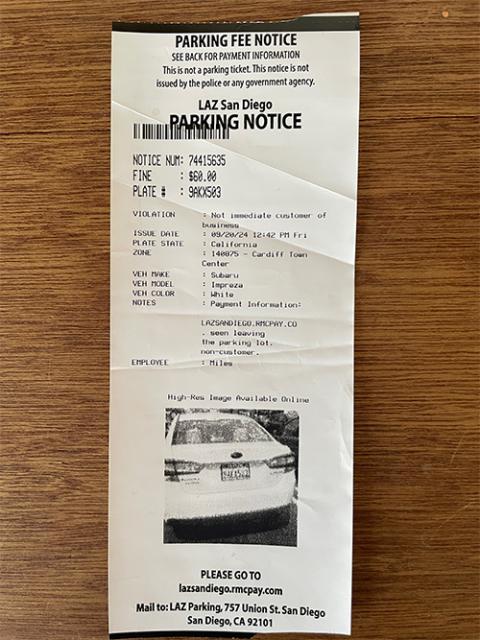 PARKING FEE NOTICE
SEE BACK FOR PAYMENT INFORMATION
This is not a parking ticket. This notice is not
issued by the police or any government agency.
LAZ San Diego
PARKING NOTICE
NOTICE NUM: 74415635
FINE : $60.00
PLATE # : 9AKX503
VIOLATION : Not immediate customer of
business
ISSUE DATE : 09/20/24 12:42 PM Fri
PLATE STATE : California
ZONE : 140875 - Cardiff Town
Center
VEH MAKE : Subaru
VEH MODEL : Impreza
VEH COLOR : White
NOTES : Payment Information:
LAZSANDIEGO.RMCPAY.CO
. seen leaving
the parking lot.
non-customer.
EMPLOYEE : Miles
High-Res Image Available Online
PLEASE GO TO
lazsandiego.rmcpay.com
Mail to: LAZ Parking, 757 Union St. San Diego
San Diego, CA 92101